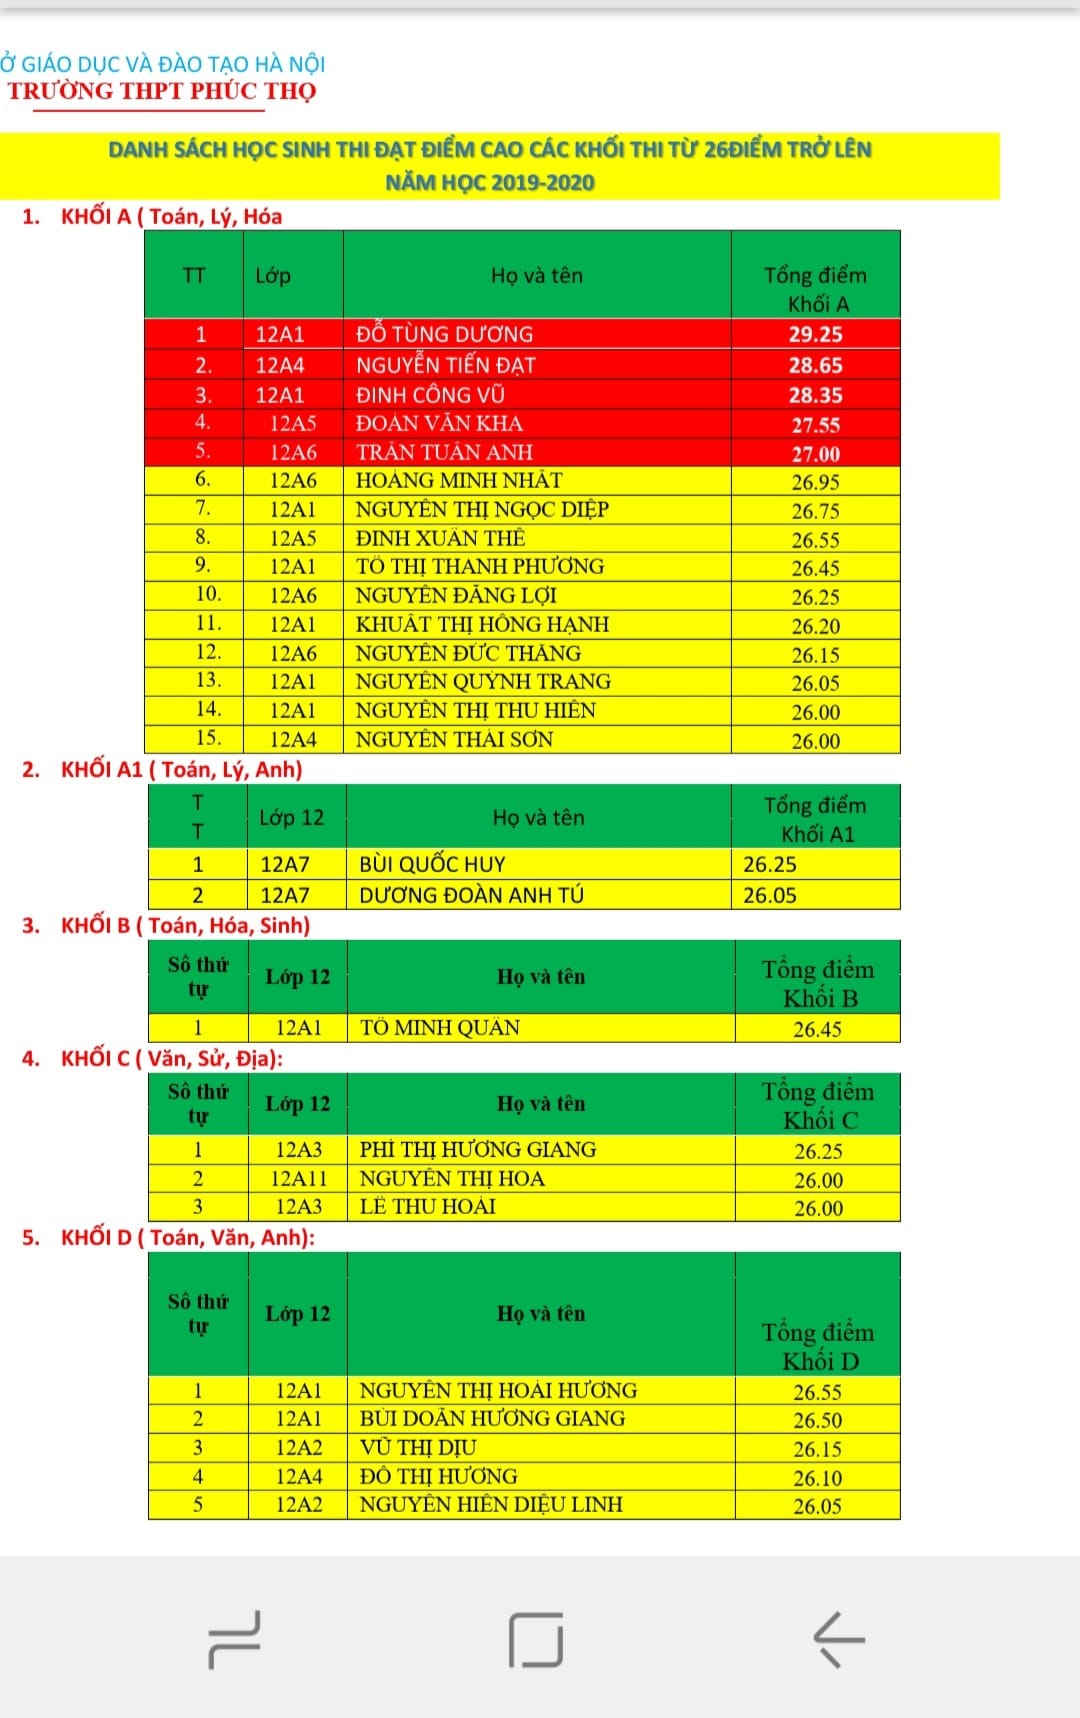 Ở GIÁO DỤC VÀ ĐÀO TẠO HÀ NỘI
TRƯỜNG THPT PHÚC THỌ
DANH SÁCH HỌC SINH THI ĐẠT ĐIỂM CAO CÁC KHỐI THI TỪ 26ĐIỂM TRỞ LÊN
NĂM HỌC 2019-2020
1. KHỐI A ( Toán, Lý, Hóa
TT Lớp Họ và tên Tổng điểm Khối A
1 12A1 ĐỖ TÙNG DƯƠNG 29.25
2. 12A4 NGUYỄN TIẾN ĐẠT 28.65
3. 12A1 ĐINH CÔNG VŨ 28.35
4. 12A5 ĐOÀN VĂN KHA 27.55
5. 12A6 TRẦN TUẤN ANH 27.00
6. 12A6 HOÀNG MINH NHẬT 26.95
7. 12A1 NGUYỄN THỊ NGỌC DIỆP 26.75
8. 12A5 ĐINH XUÂN THẾ 26.55
9. 12A1 TÔ THỊ THANH PHƯƠNG 26.45
10. 12A6 NGUYỄN ĐĂNG LỢI 26.25
11. 12A1 KHUẤT THỊ HỒNG HẠNH 26.20
12. 12A6 NGUYỄN ĐỨC THẮNG 26.15
13. 12A1 NGUYỄN QUỲNH TRANG 26.05
14. 12A1 NGUYỄN THỊ THU HIỀN 26.00
15. 12A4 NGUYỄN THÁI SƠN 26.00
2. KHỐI A1 ( Toán, Lý, Anh)
T
T Lớp 12 Họ và tên Tổng điểm Khối A1
1 12A7 BÙI QUỐC HUY 26.25
2 12A7 DƯƠNG ĐOÀN ANH TÚ 26.05
3. KHỐI B ( Toán, Hóa, Sinh)
Số thứ tự Lớp 12 Họ và tên Tổng điểm Khối B
1 12A1 TÔ MINH QUÂN 26.45
4. KHỐI C ( Văn, Sử, Địa):
Số thứ tự Lớp 12 Họ và tên Tổng điểm Khối C
1 12A3 PHÍ THỊ HƯƠNG GIANG 26.25
2 12A11 NGUYỄN THỊ HOA 26.00
3 12A3 LÊ THU HOÀI 26.00
5. KHỐI D ( Toán, Văn, Anh):
Số thứ tự Lớp 12 Họ và tên Tổng điểm Khối D
1 12A1 NGUYỄN THỊ HOÀI HƯƠNG 26.55
2 12A1 BÙI DOÃN HƯƠNG GIANG 26.50
3 12A2 VŨ THỊ DỊU 26.15
4 12A4 ĐỖ THỊ HƯƠNG 26.10
5 12A2 NGUYỄN HIỀN DIỆU LINH 26.05